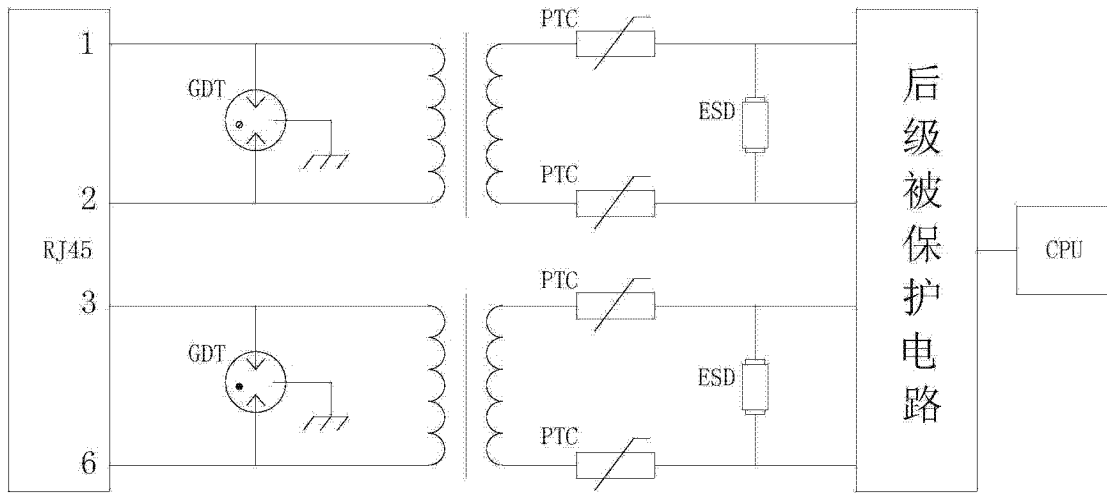 1
PTC
GDT
ESD
2
PTC
RJ45
3
PTC
GDT
ESD
6
PTC
后级被保护电路
CPU